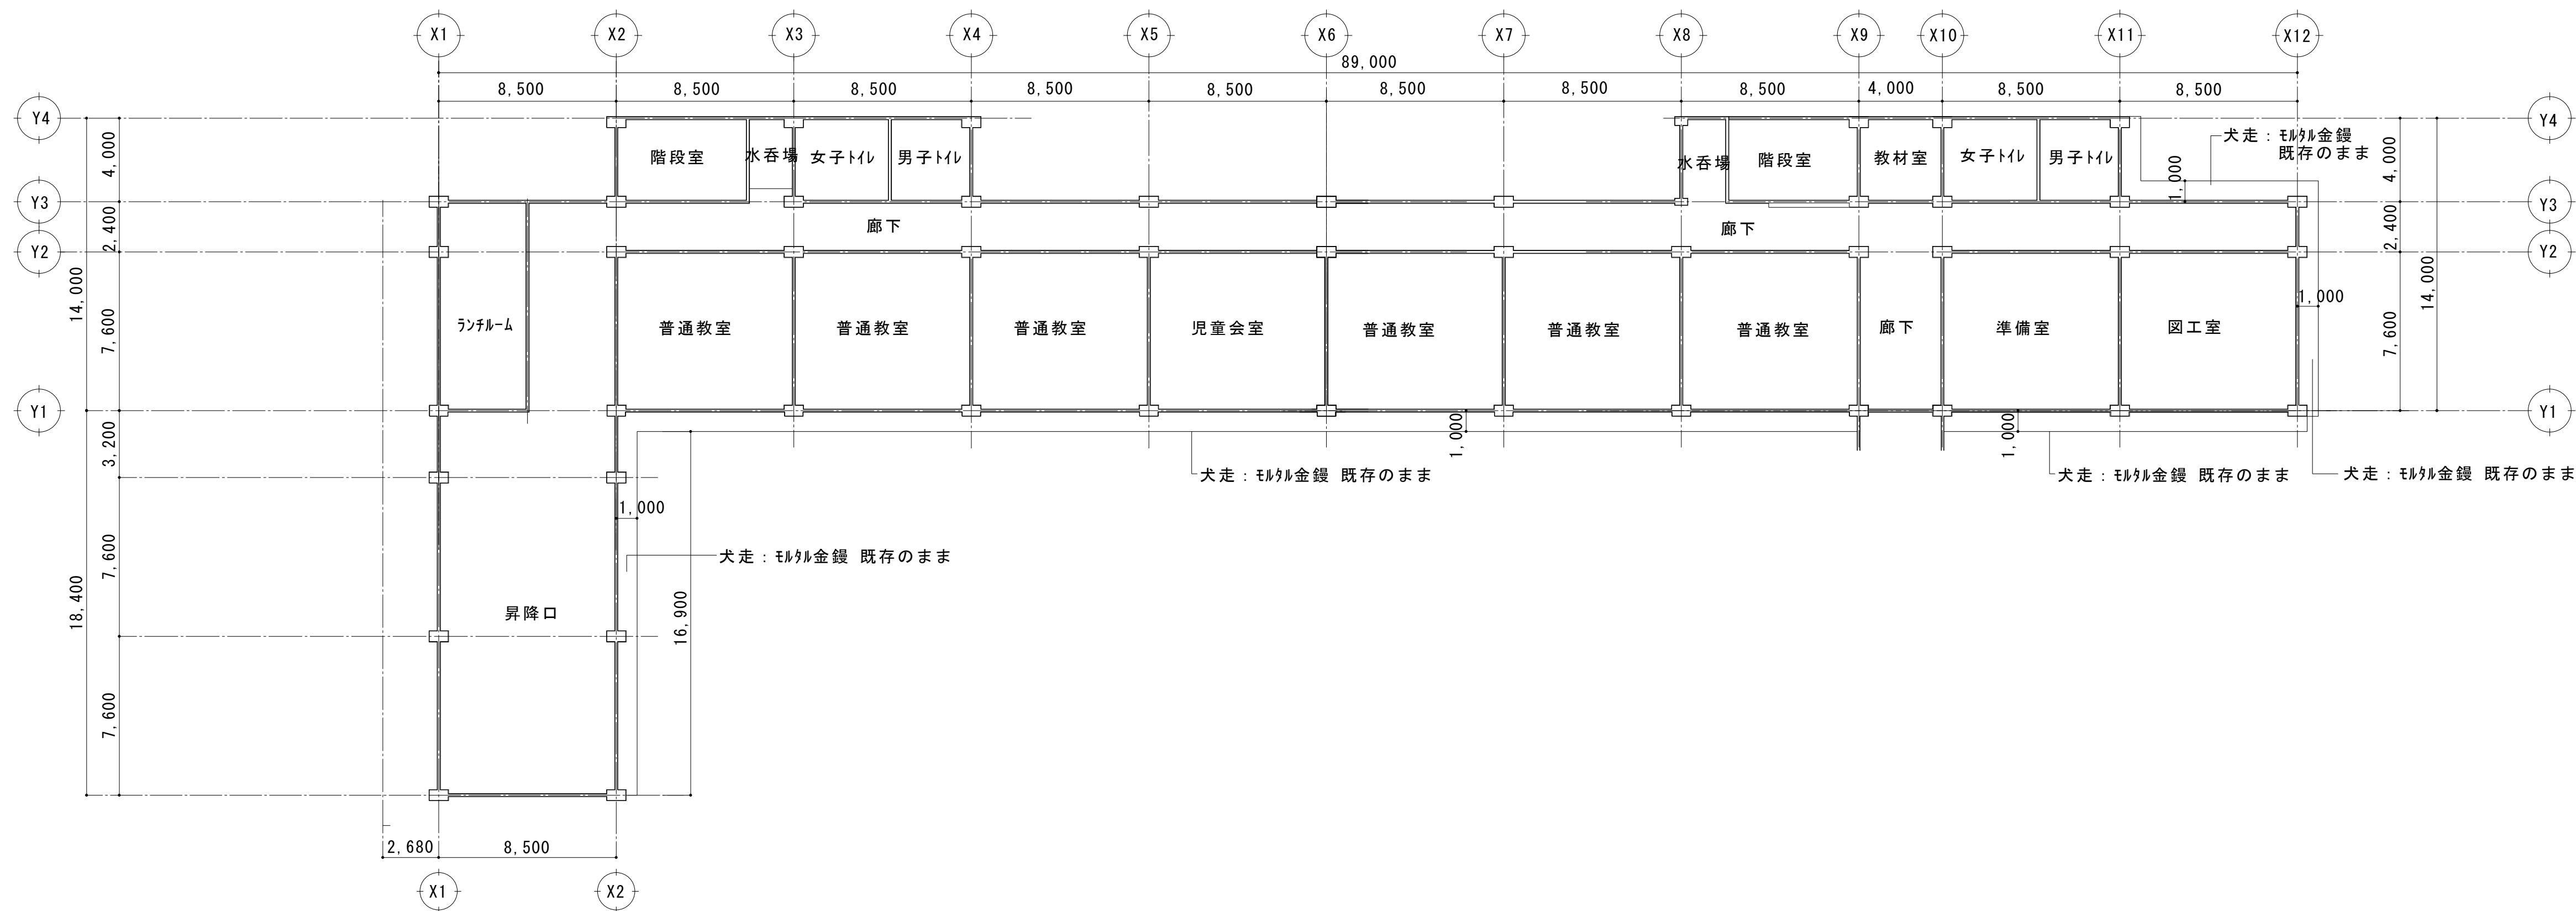 X1 X2 X3 X4 X5 X6 X7 X8 X9 X10 X11 X12
89,000
8,500 8,500 8,500 8,500 8,500 8,500 8,500 8,500 4,000 8,500 8,500
Y4 Y4
4,000 4,000
犬走：ﾓﾙﾀﾙ金鏝
既存のまま
階段室 水呑場 女子ﾄｲﾚ 男子ﾄｲﾚ 水呑場 階段室 教材室 女子ﾄｲﾚ 男子ﾄｲﾚ
1,000
Y3 Y3
2,400 廊下 廊下 2,400
Y2 Y2
14,000 14,000
1,000
7,600 ﾗﾝﾁﾙｰﾑ 普通教室 普通教室 普通教室 児童会室 普通教室 普通教室 普通教室 廊下 準備室 図工室 7,600
Y1 Y1
3,200 1,000 1,000
犬走：ﾓﾙﾀﾙ金鏝 既存のまま 犬走：ﾓﾙﾀﾙ金鏝 既存のまま 犬走：ﾓﾙﾀﾙ金鏝 既存のまま
1,000
7,600 犬走：ﾓﾙﾀﾙ金鏝 既存のまま
18,400 昇降口 16,900
7,600
2,680 8,500
X1 X2